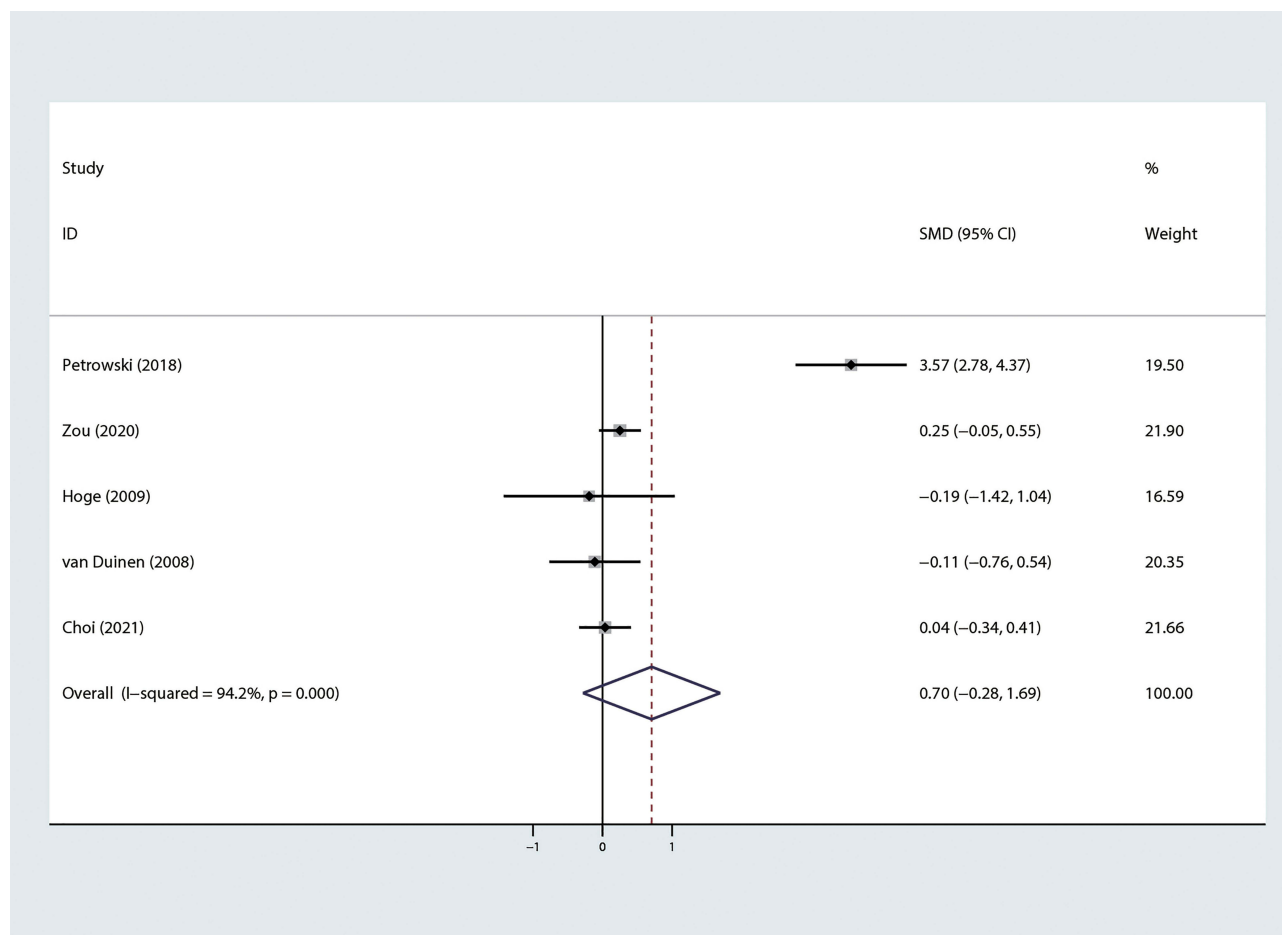 Study %
ID SMD (95% CI) Weight
Petrowski (2018) 3.57 (2.78, 4.37) 19.50
Zou (2020) 0.25 (−0.05, 0.55) 21.90
Hoge (2009) −0.19 (−1.42, 1.04) 16.59
van Duinen (2008) −0.11 (−0.76, 0.54) 20.35
Choi (2021) 0.04 (−0.34, 0.41) 21.66
Overall (I−squared = 94.2%, p = 0.000) 0.70 (−0.28, 1.69) 100.00
−1 0 1